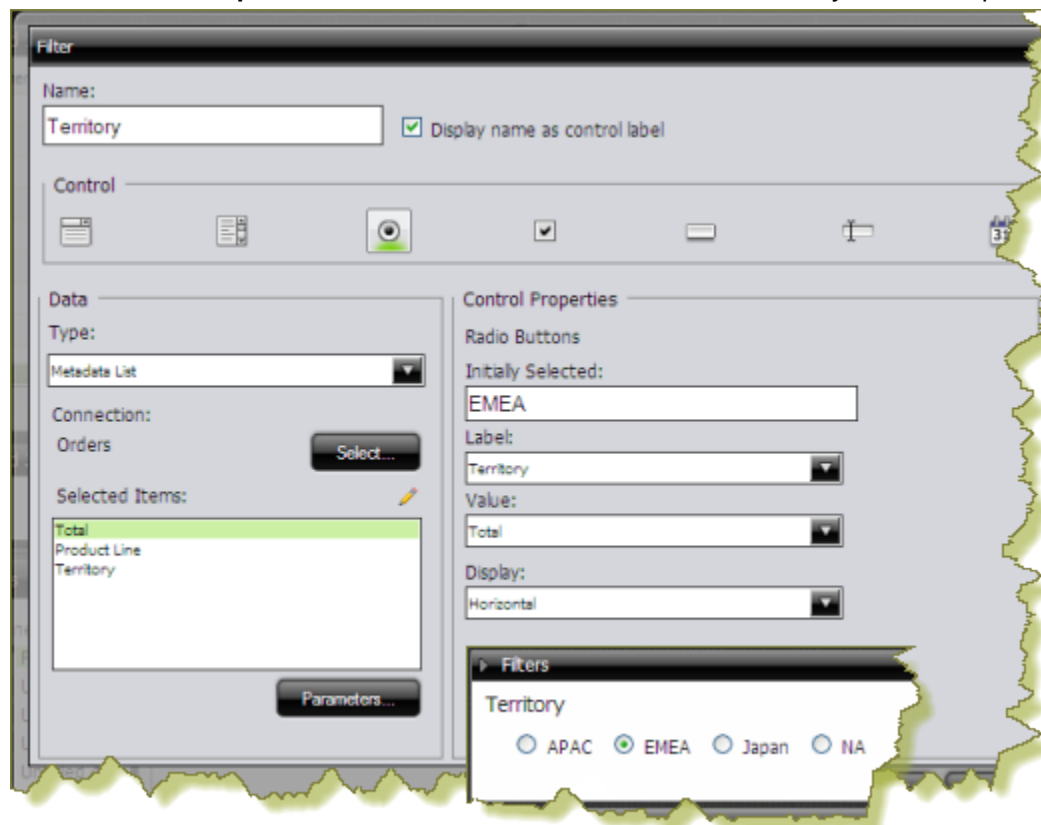 Filter
Name:
Territory
Display name as control label
Control
31
Data
Type:
Metadata List
Connection:
Orders
Select...
Selected Items:
Total
Product Line
Territory
Parameters...
Control Properties
Radio Buttons
Initially Selected:
EMEA
Label:
Territory
Value:
Total
Display:
Horizontal
Filters
Territory
APAC EMEA Japan NA